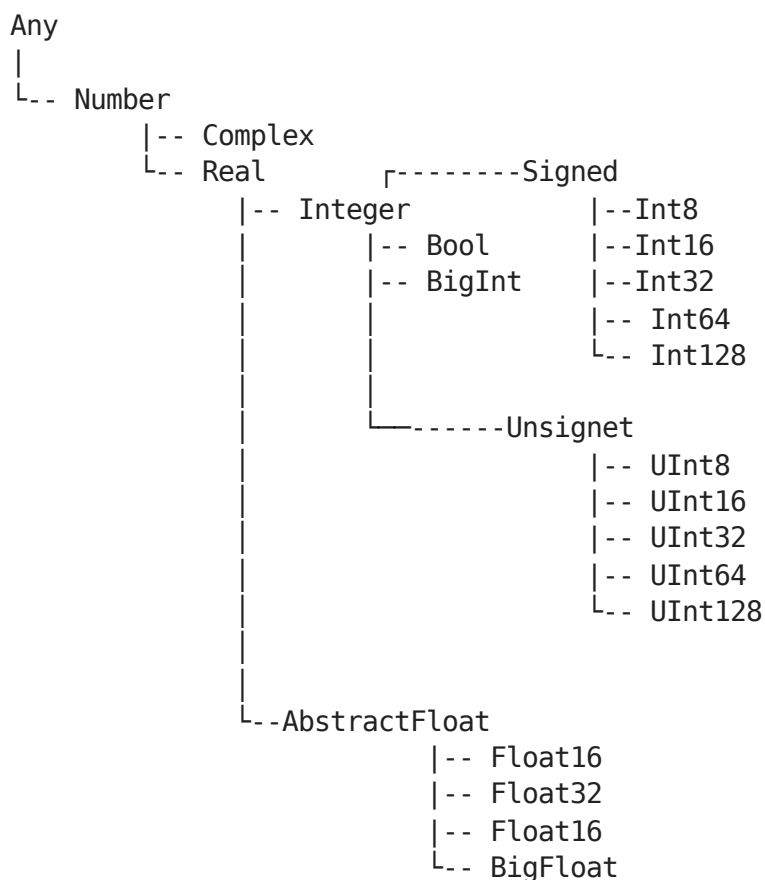 Any
Number
Complex
Real Signed
Integer Int8
Bool Int16
BigInt Int32
Int64
Int128
Unsignet
UInt8
UInt16
UInt32
UInt64
UInt128
AbstractFloat
Float16
Float32
Float16
BigFloat